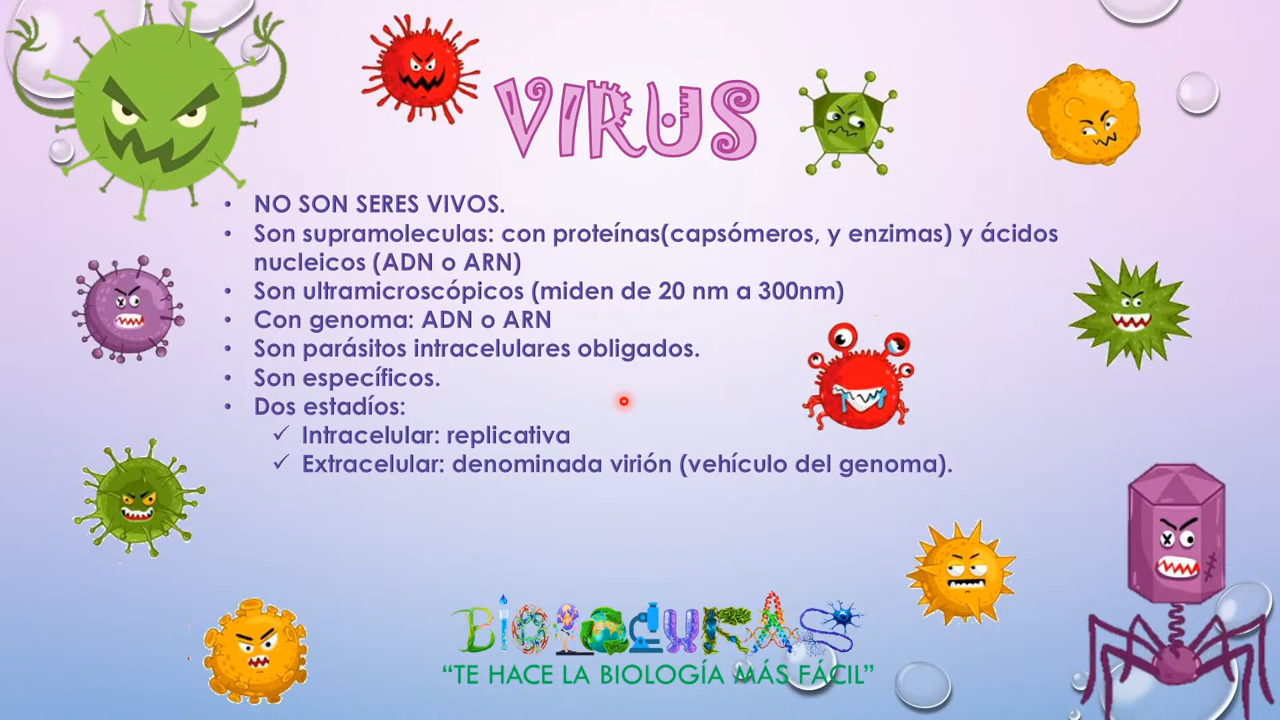 VIRUS
• NO SON SERES VIVOS.
• Son supramoleculas: con proteínas(capsómeros, y enzimas) y ácidos
nucleicos (ADN o ARN)
• Son ultramicroscópicos (miden de 20 nm a 300nm)
• Con genoma: ADN o ARN
• Son parásitos intracelulares obligados.
• Son específicos.
• Dos estadíos:
✓ Intracelular: replicativa
✓ Extracelular: denominada virión (vehículo del genoma).
“TE HACE LA BIOLOGÍA MÁS FÁCIL”